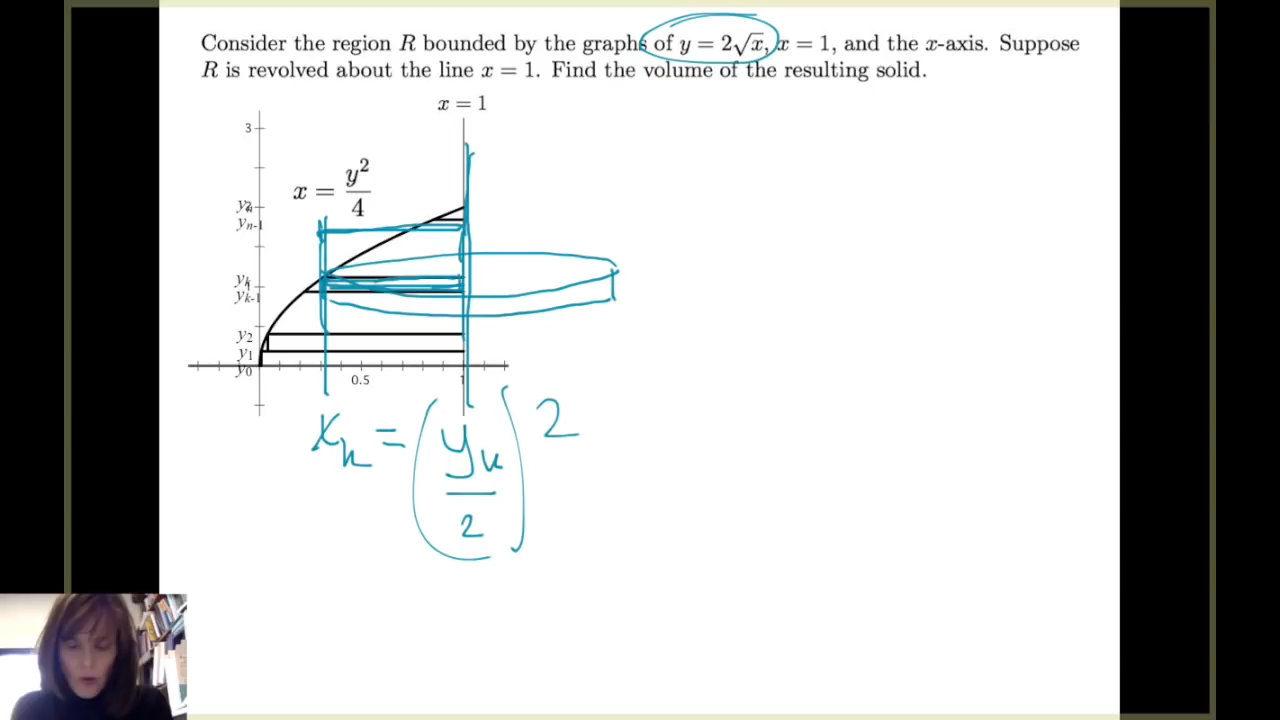 Consider the region R bounded by the graphs of y = 2√x, x = 1, and the x-axis. Suppose
R is revolved about the line x = 1. Find the volume of the resulting solid.
x = 1
3
x = y²/4
yn-1
yk
yk-1
y2
y1
y0
0.5
1
xk = (yk/2)²